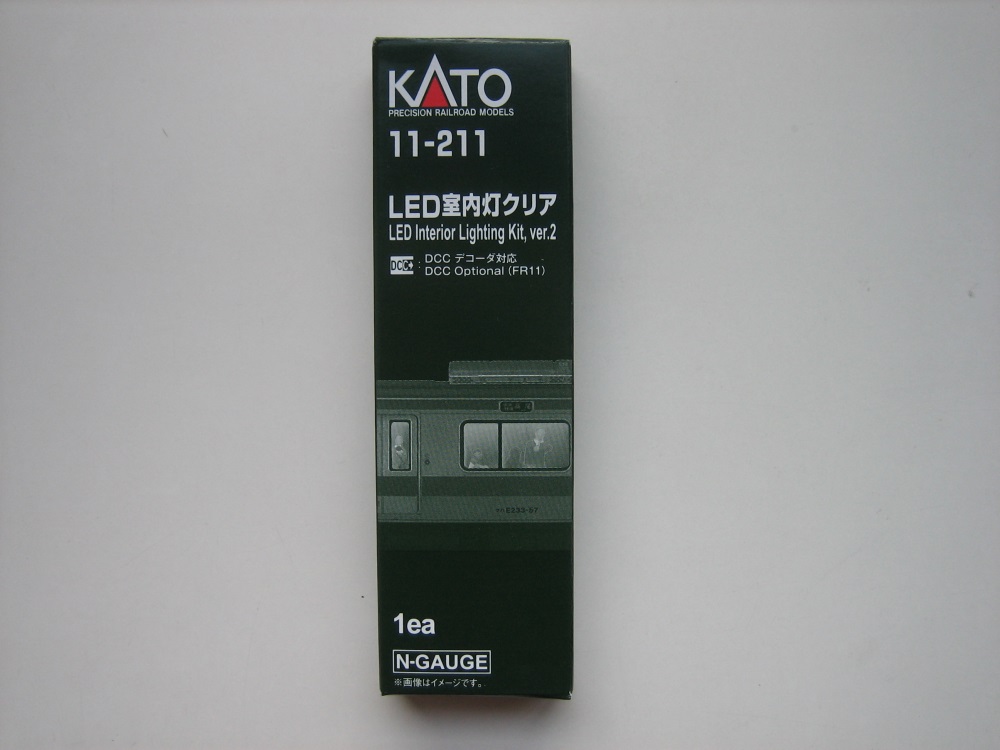 KATO
PRECISION RAILROAD MODELS
11-211
LED室内灯クリア
LED Interior Lighting Kit, ver.2
DCC : DCC デコーダ対応
DCC Optional (FR11)
E233-57
1ea
N-GAUGE
※画像はイメージです。